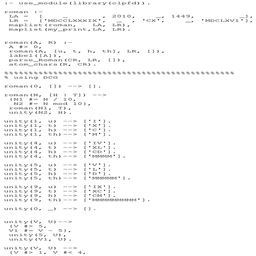 :- use_module(library(clpfd)).
roman :-
LA = [ _ , _, 2010, _, 1449, _],
LR = ['MDCCLXXXIX', _ , _, 'CX', _, 'MDCLXVI'],
maplist(roman, LA, LR),
maplist(my_print,LA, LR).
roman(A, R) :-
A #> 0,
roman(A, [u, t, h, th], LR, []),
label([A]),
parse_Roman(CR, LR, []),
atom_chars(R, CR).
%%%%%%%%%%%%%%%%%%%%%%%%%%%%%%%%%%%%%%%%
% using DCG
roman(0, []) --> [].
roman(N, [H | T]) -->
{N1 #= N / 10,
N2 #= N mod 10},
roman(N1, T),
unity(N2, H).
unity(1, u) --> ['I'].
unity(1, t) --> ['X'].
unity(1, h) --> ['C'].
unity(1, th)--> ['M'].
unity(4, u) --> ['IV'].
unity(4, t) --> ['XL'].
unity(4, h) --> ['CD'].
unity(4, th)--> ['MMMM'].
unity(5, u) --> ['V'].
unity(5, t) --> ['L'].
unity(5, h) --> ['D'].
unity(5, th)--> ['MMMMM'].
unity(9, u) --> ['IX'].
unity(9, t) --> ['XC'].
unity(9, h) --> ['CM'].
unity(9, th)--> ['MMMMMMMMM'].
unity(0, _) --> [].
unity(V, U)-->
{V #> 5,
V1 #= V - 5},
unity(5, U),
unity(V1, U).
unity(V, U) -->
{V #> 1, V #< 4,